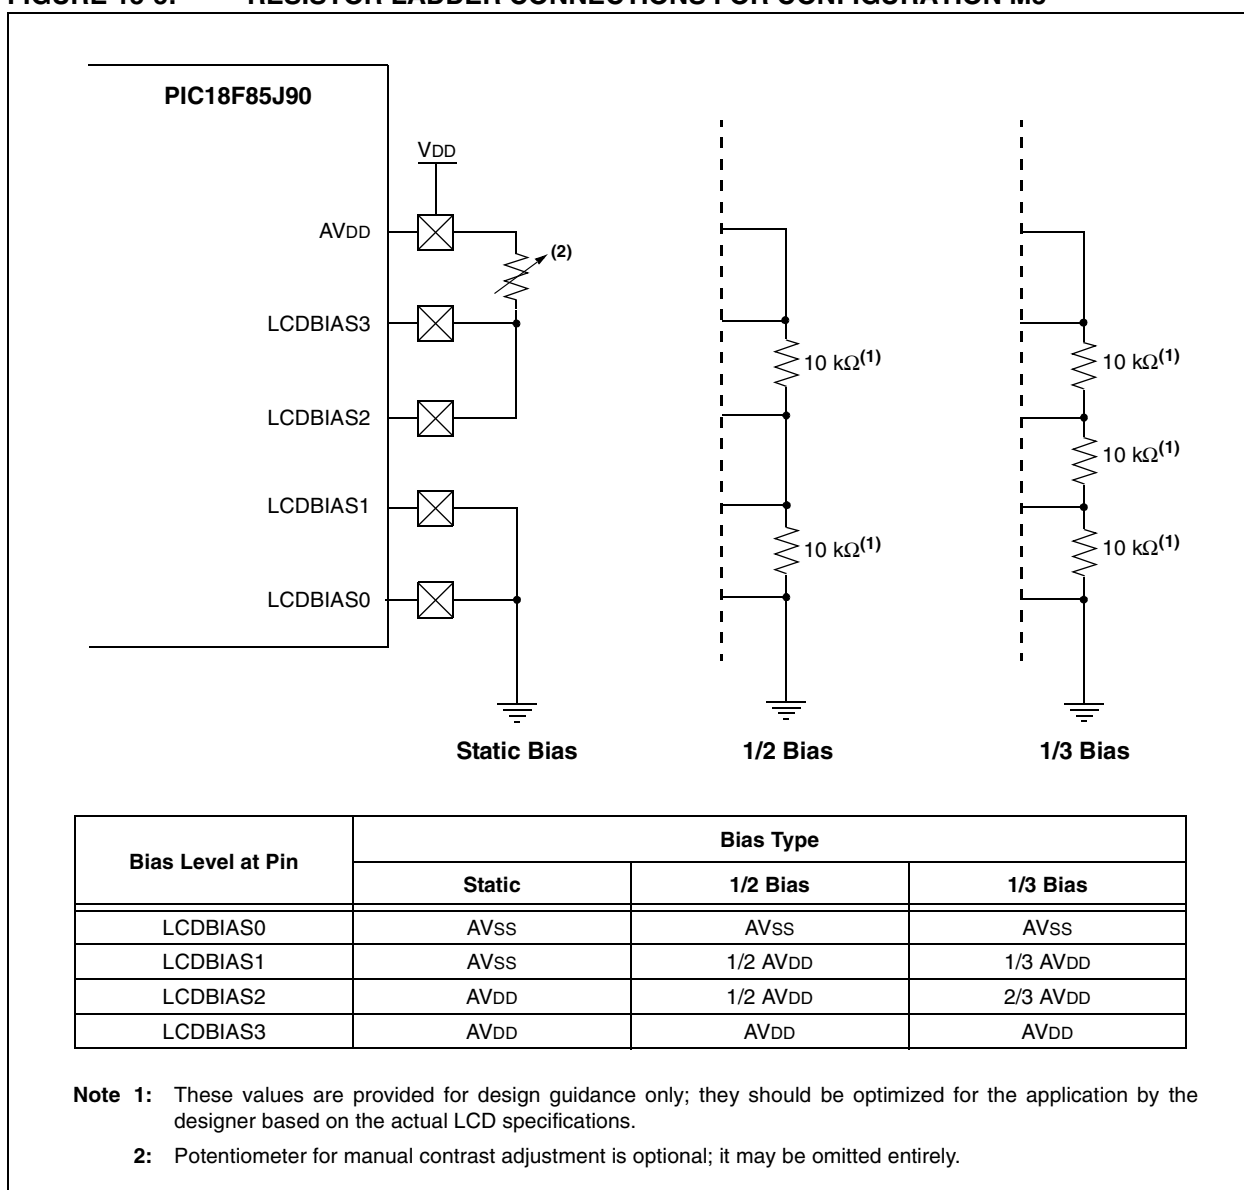 PIC18F85J90
VDD
AVDD
(2)
LCDBIAS3
10 kΩ(1)
10 kΩ(1)
LCDBIAS2
10 kΩ(1)
LCDBIAS1
10 kΩ(1)
10 kΩ(1)
LCDBIAS0
Static Bias
1/2 Bias
1/3 Bias
Bias Level at Pin
Bias Type
Static
1/2 Bias
1/3 Bias
LCDBIAS0 AVSS AVSS AVSS
LCDBIAS1 AVSS 1/2 AVDD 1/3 AVDD
LCDBIAS2 AVDD 1/2 AVDD 2/3 AVDD
LCDBIAS3 AVDD AVDD AVDD
Note 1: These values are provided for design guidance only; they should be optimized for the application by the
designer based on the actual LCD specifications.
2: Potentiometer for manual contrast adjustment is optional; it may be omitted entirely.